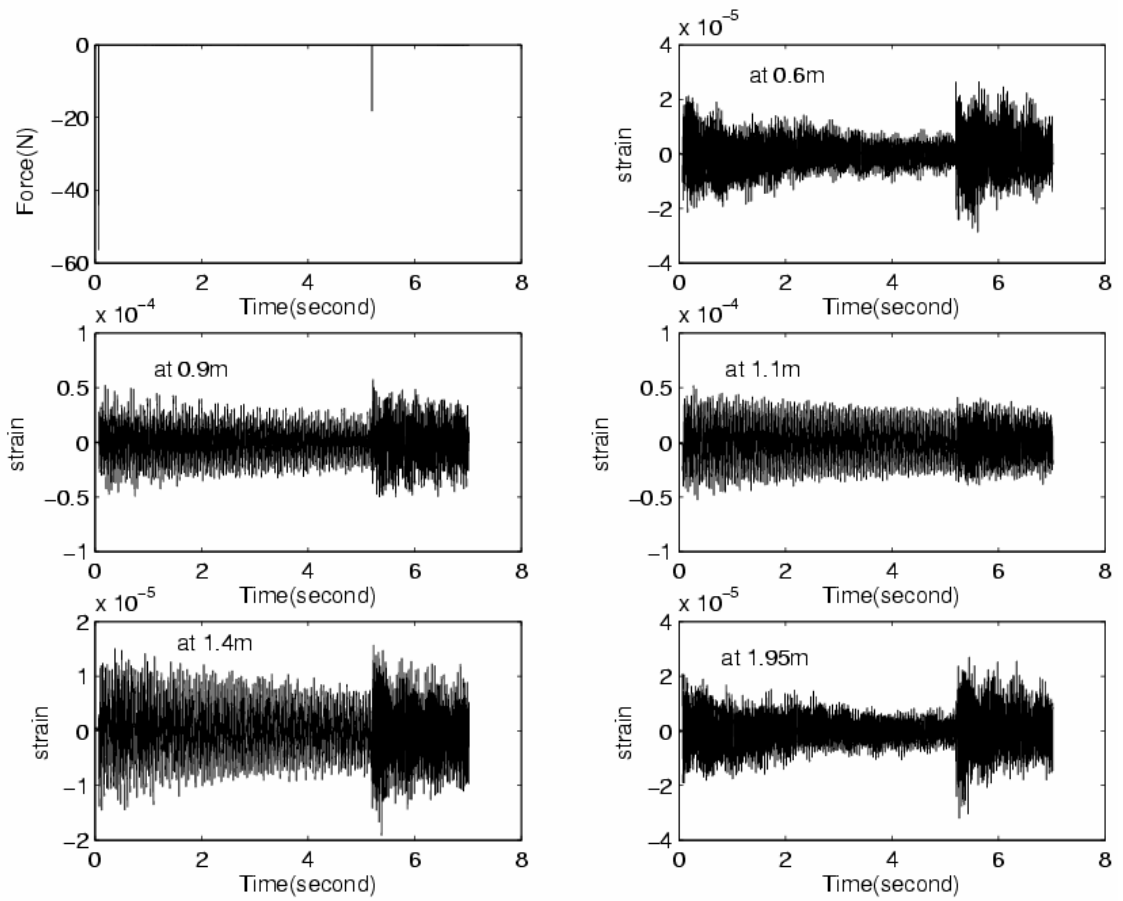 0
−20
−40
−60
Force(N)
0 2 4 6 8
Time(second)
x 10−5
4
2
0
−2
−4
strain
at 0.6m
0 2 4 6 8
Time(second)
x 10−4
1
0.5
0
−0.5
−1
strain
at 0.9m
0 2 4 6 8
Time(second)
x 10−4
1
0.5
0
−0.5
−1
strain
at 1.1m
0 2 4 6 8
Time(second)
x 10−5
2
1
0
−1
−2
strain
at 1.4m
0 2 4 6 8
Time(second)
x 10−5
4
2
0
−2
−4
strain
at 1.95m
0 2 4 6 8
Time(second)